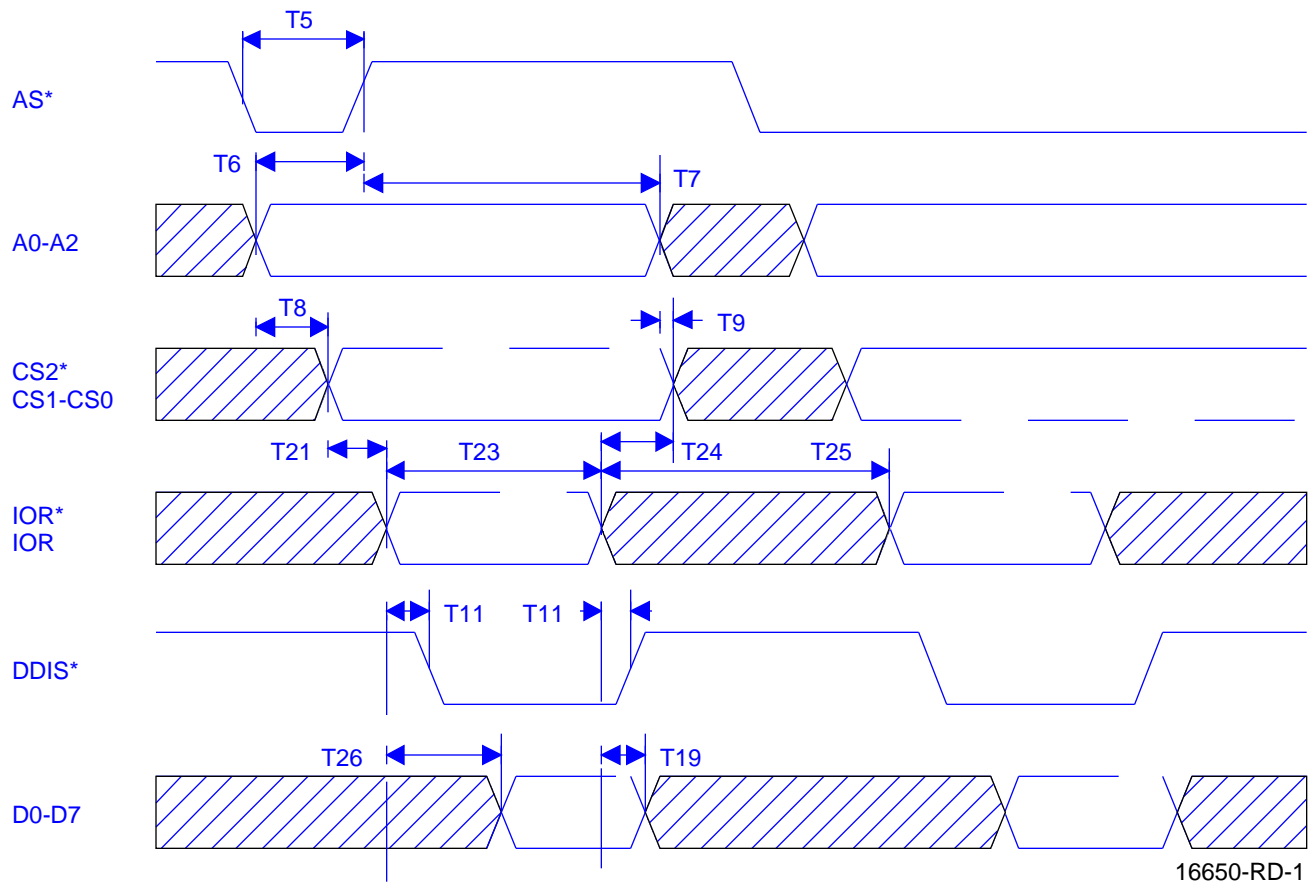 T5
AS*
T6
T7
A0-A2
T8
T9
CS2*
CS1-CS0
T21
T23
T24
T25
IOR*
IOR
T11
T11
DDIS*
T26
T19
D0-D7
16650-RD-1